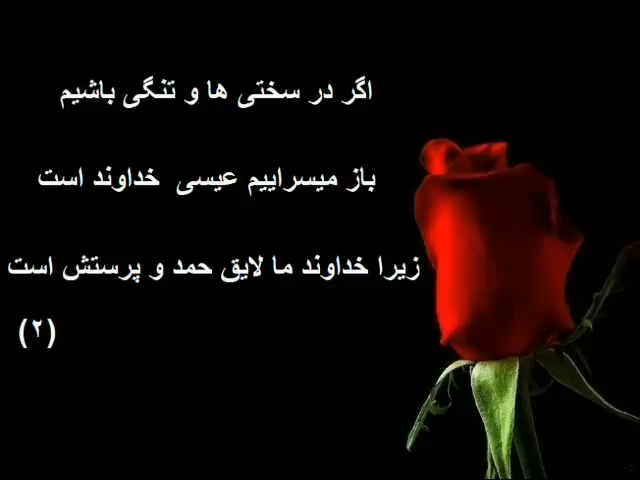 اگر در سختی ها و تنگی باشیم
باز میسراییم عیسی خداوند است
زیرا خداوند ما لایق حمد و پرستش است
(۲)